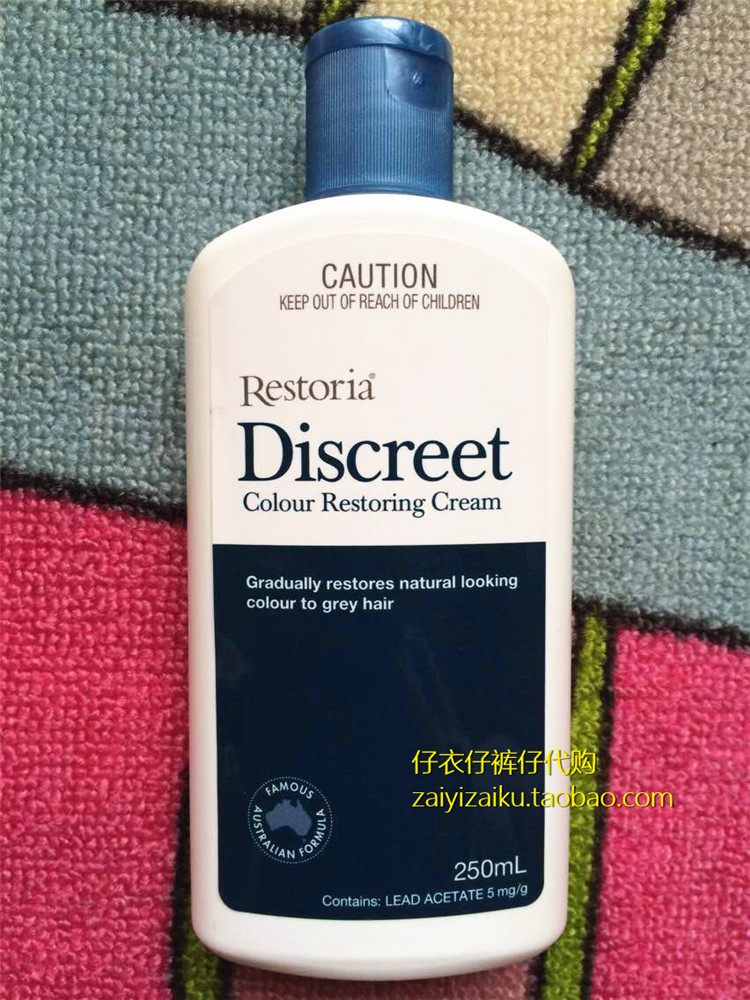 CAUTION
KEEP OUT OF REACH OF CHILDREN
Restoria®
Discreet
Colour Restoring Cream
Gradually restores natural looking
colour to grey hair
仔衣仔裤仔代购
zaiyizaiku.taobao.com
FAMOUS
AUSTRALIAN FORMULA
250mL
Contains: LEAD ACETATE 5 mg/g